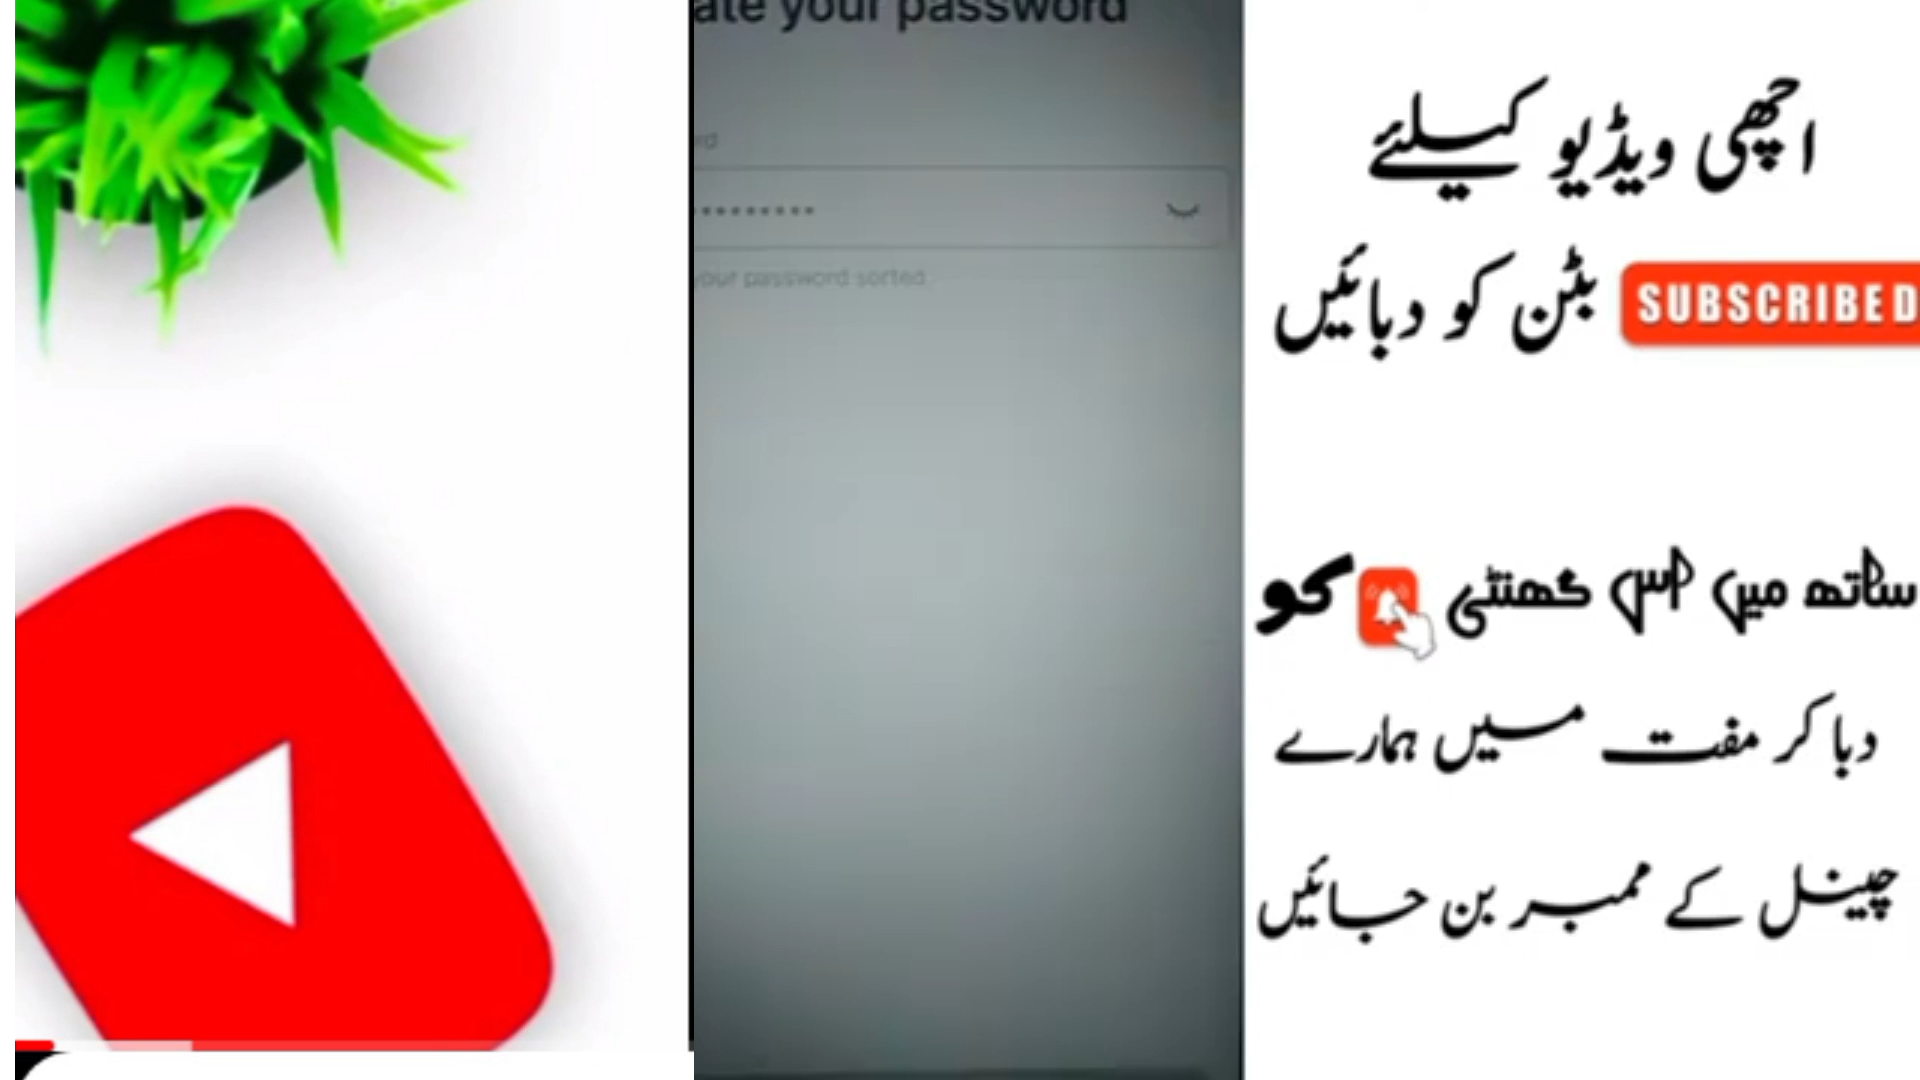 ate your password
rd
your password sorted.
اچھی ویڈیو کیلئے
SUBSCRIBED بٹن کو دبائیں
ساتھ میں اس گھنٹی کو
دبا کر مفت میں ہمارے
چینل کے ممبر بن جائیں